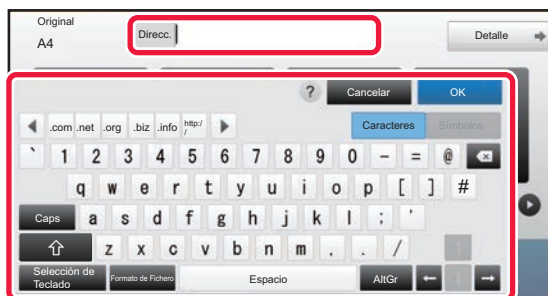 Original
A4
Direcc.
Detalle
? Cancelar OK
.com .net .org .biz .info http:/
/
Caracteres Símbolos
` 1 2 3 4 5 6 7 8 9 0 - = @
q w e r t y u i o p [ ] #
Caps a s d f g h j k l ; '
z x c v b n m , . /
Selección de
Teclado
Formato de Fichero
Espacio
AltGr